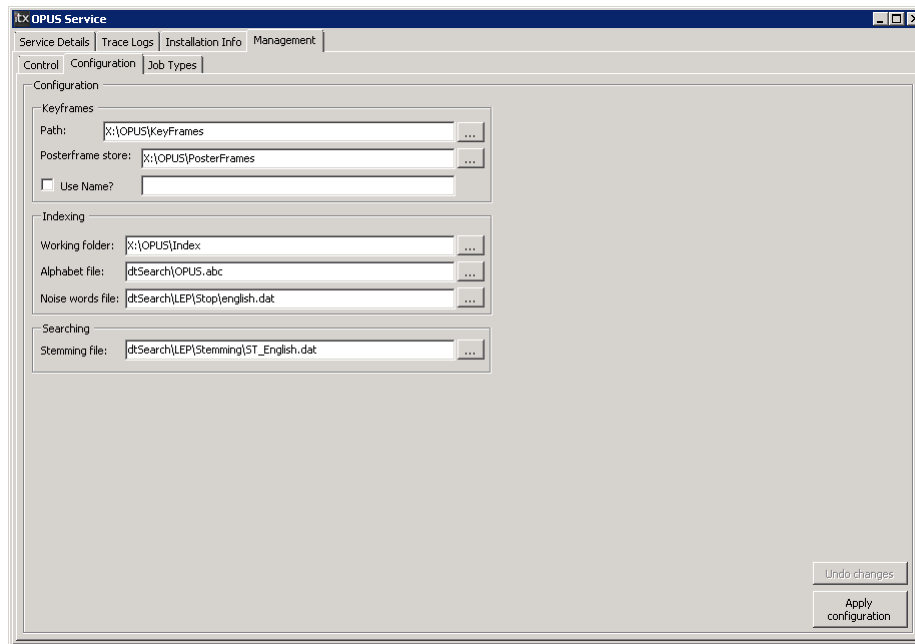 itx OPUS Service
Service Details Trace Logs Installation Info Management
Control Configuration Job Types
Configuration
Keyframes
Path: X:\OPUS\KeyFrames ...
Posterframe store: X:\OPUS\PosterFrames ...
Use Name?
Indexing
Working folder: X:\OPUS\Index ...
Alphabet file: dtSearch\OPUS.abc ...
Noise words file: dtSearch\LEP\Stop\english.dat ...
Searching
Stemming file: dtSearch\LEP\Stemming\ST_English.dat ...
Undo changes
Apply
configuration